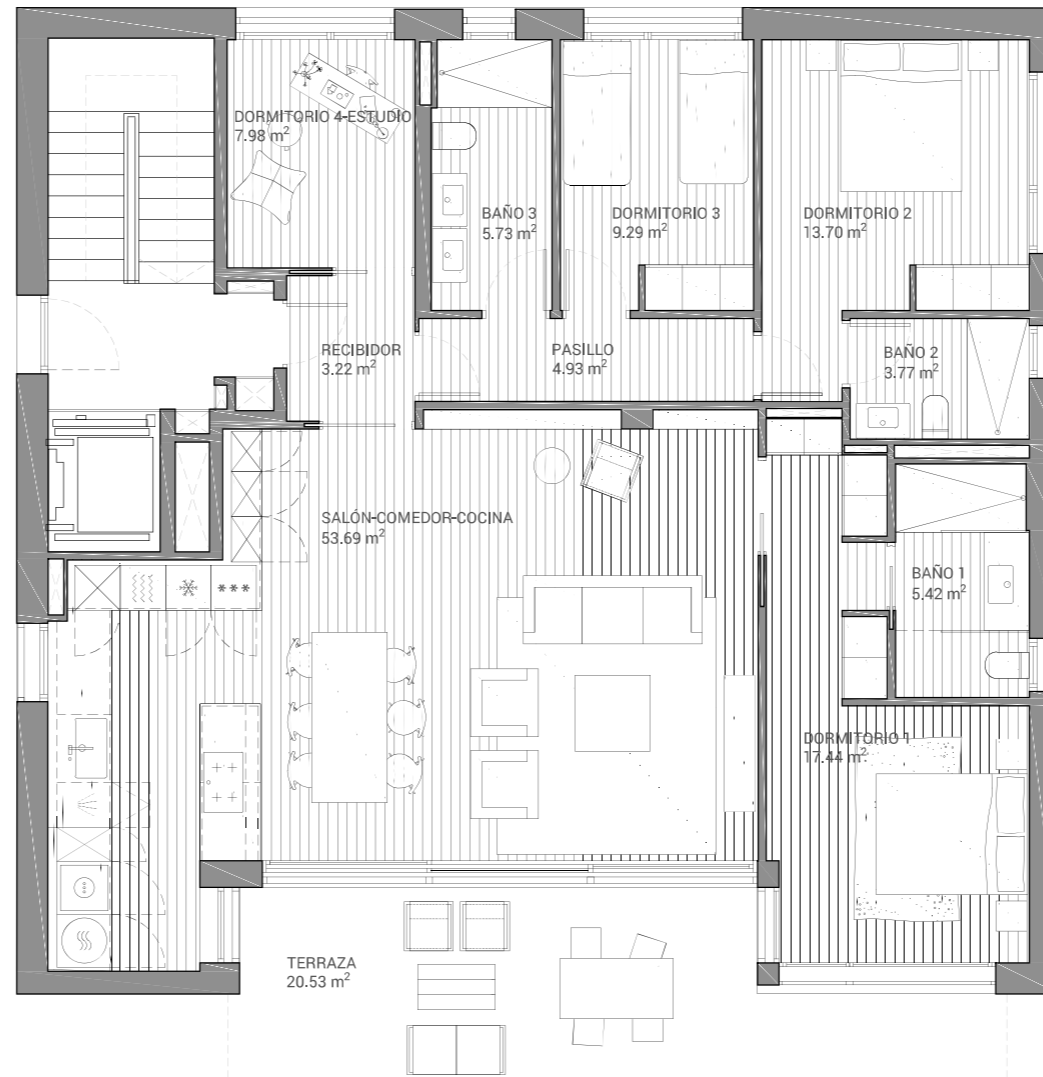 DORMITORIO 4-ESTUDIO
7.98 m²
BAÑO 3
5.73 m²
DORMITORIO 3
9.29 m²
DORMITORIO 2
13.70 m²
RECIBIDOR
3.22 m²
PASILLO
4.93 m²
BAÑO 2
3.77 m²
SALÓN-COMEDOR-COCINA
53.69 m²
BAÑO 1
5.42 m²
DORMITORIO 1
17.44 m²
TERRAZA
20.53 m²